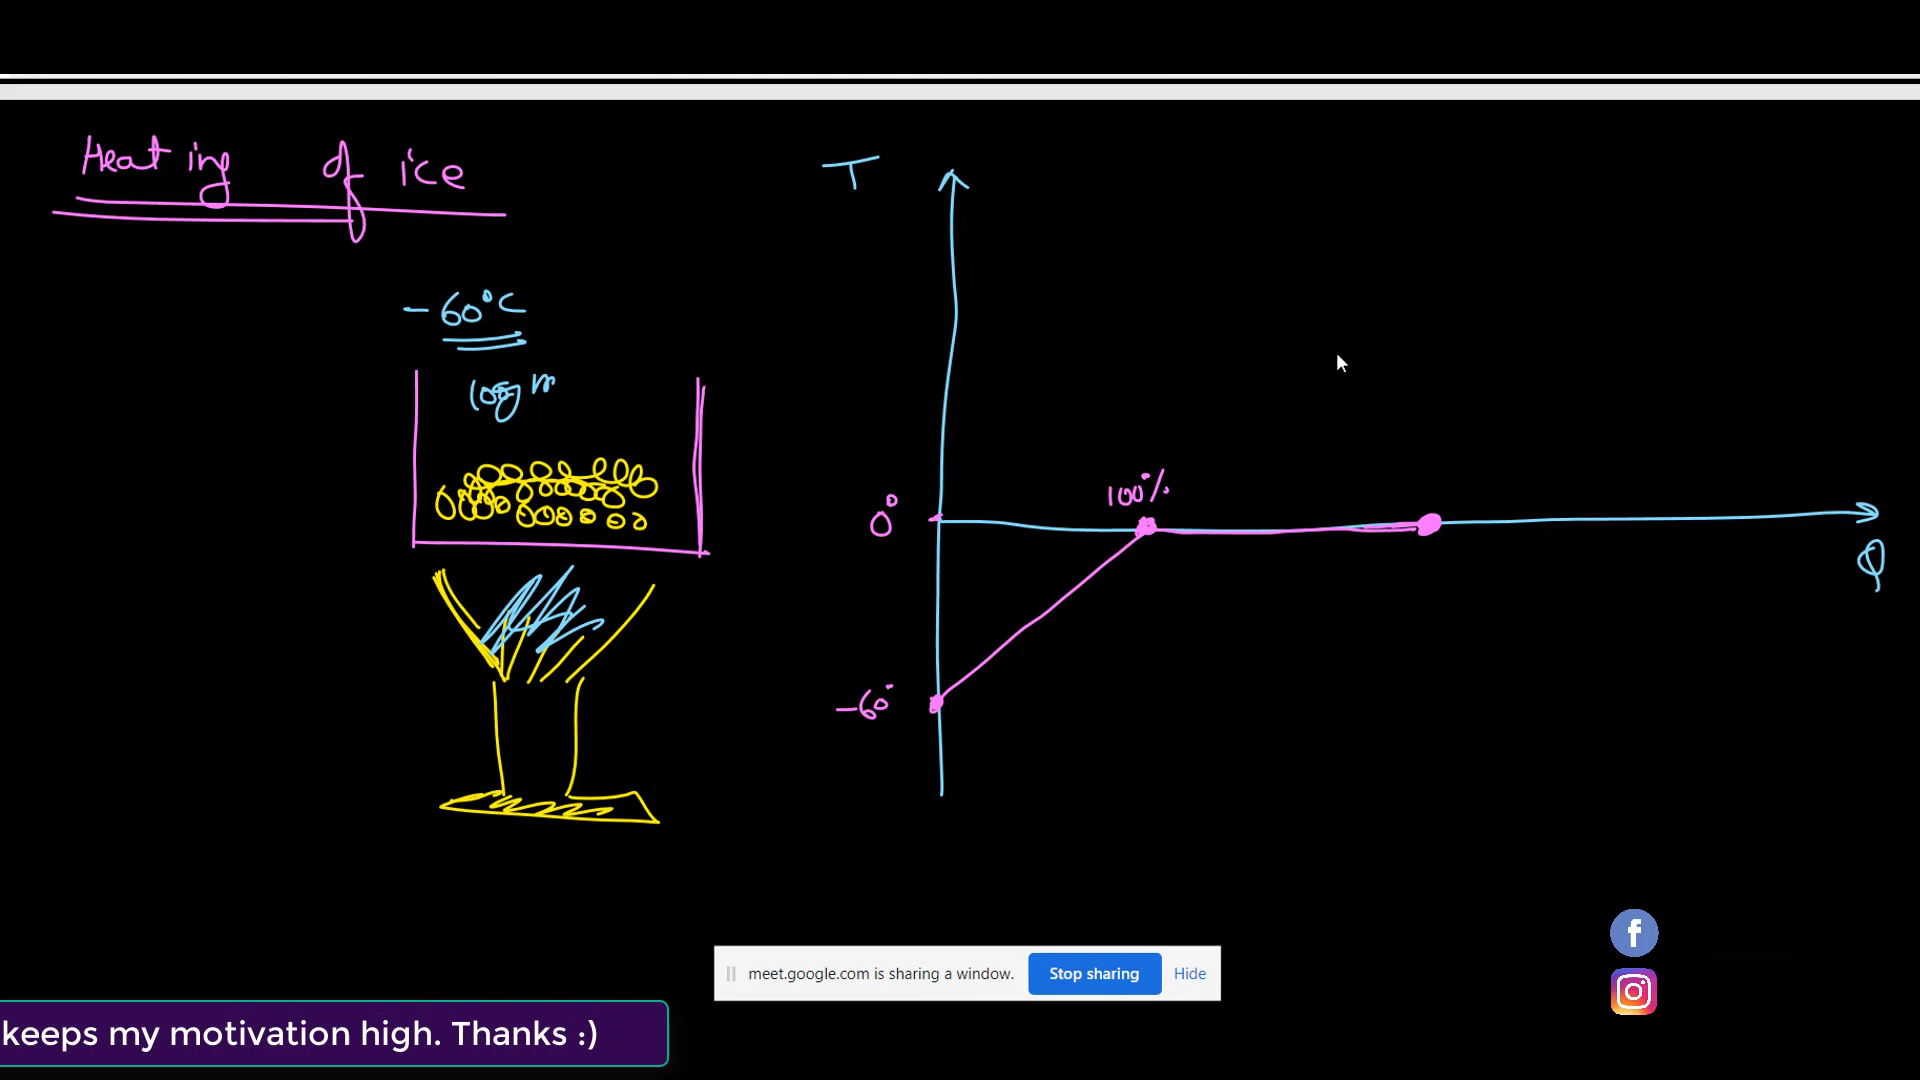 Heating of ice
T
-60°C
100gm
100%
0°
Q
-60°
meet.google.com is sharing a window. Stop sharing Hide
keeps my motivation high. Thanks :)